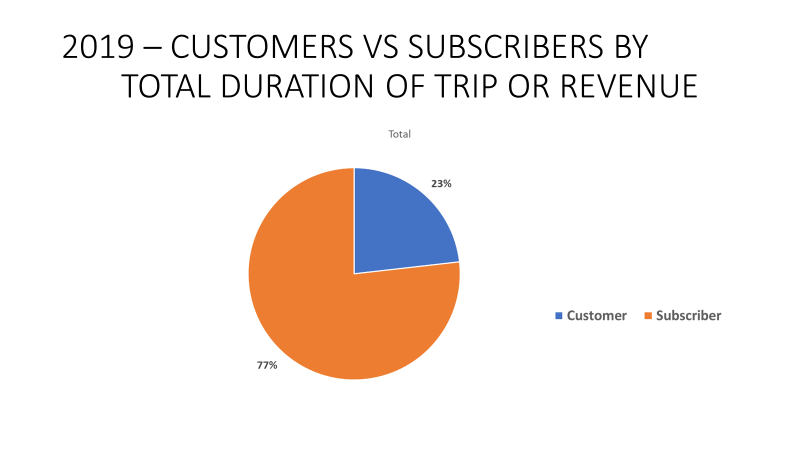 2019 – CUSTOMERS VS SUBSCRIBERS BY
TOTAL DURATION OF TRIP OR REVENUE
Total
23%
Customer Subscriber
77%